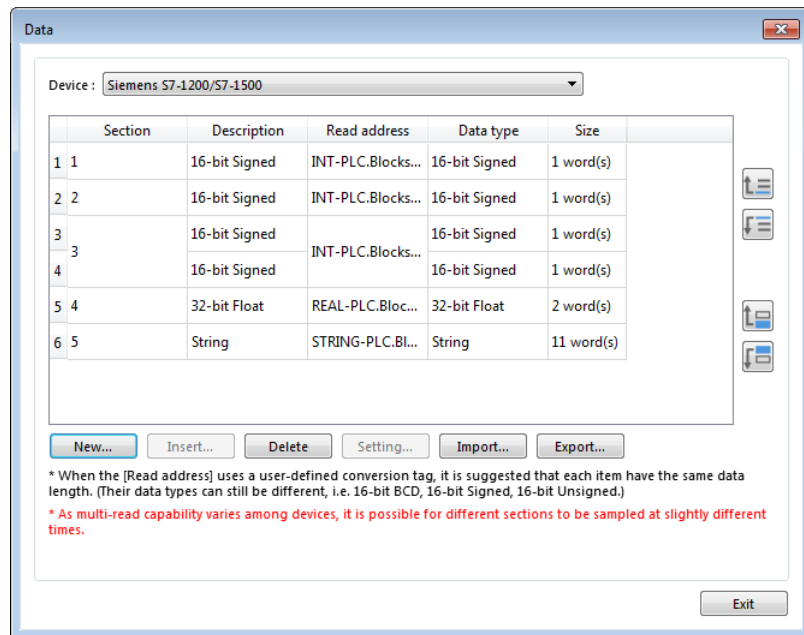 Data
Device : Siemens S7-1200/S7-1500
Section Description Read address Data type Size
1 1 16-bit Signed INT-PLC.Blocks... 16-bit Signed 1 word(s)
2 2 16-bit Signed INT-PLC.Blocks... 16-bit Signed 1 word(s)
3 3 16-bit Signed INT-PLC.Blocks... 16-bit Signed 1 word(s)
4 16-bit Signed 16-bit Signed 1 word(s)
5 4 32-bit Float REAL-PLC.Bloc... 32-bit Float 2 word(s)
6 5 String STRING-PLC.Bl... String 11 word(s)
New... Insert... Delete Setting... Import... Export...
* When the [Read address] uses a user-defined conversion tag, it is suggested that each item have the same data
length. (Their data types can still be different, i.e. 16-bit BCD, 16-bit Signed, 16-bit Unsigned.)
* As multi-read capability varies among devices, it is possible for different sections to be sampled at slightly different
times.
Exit